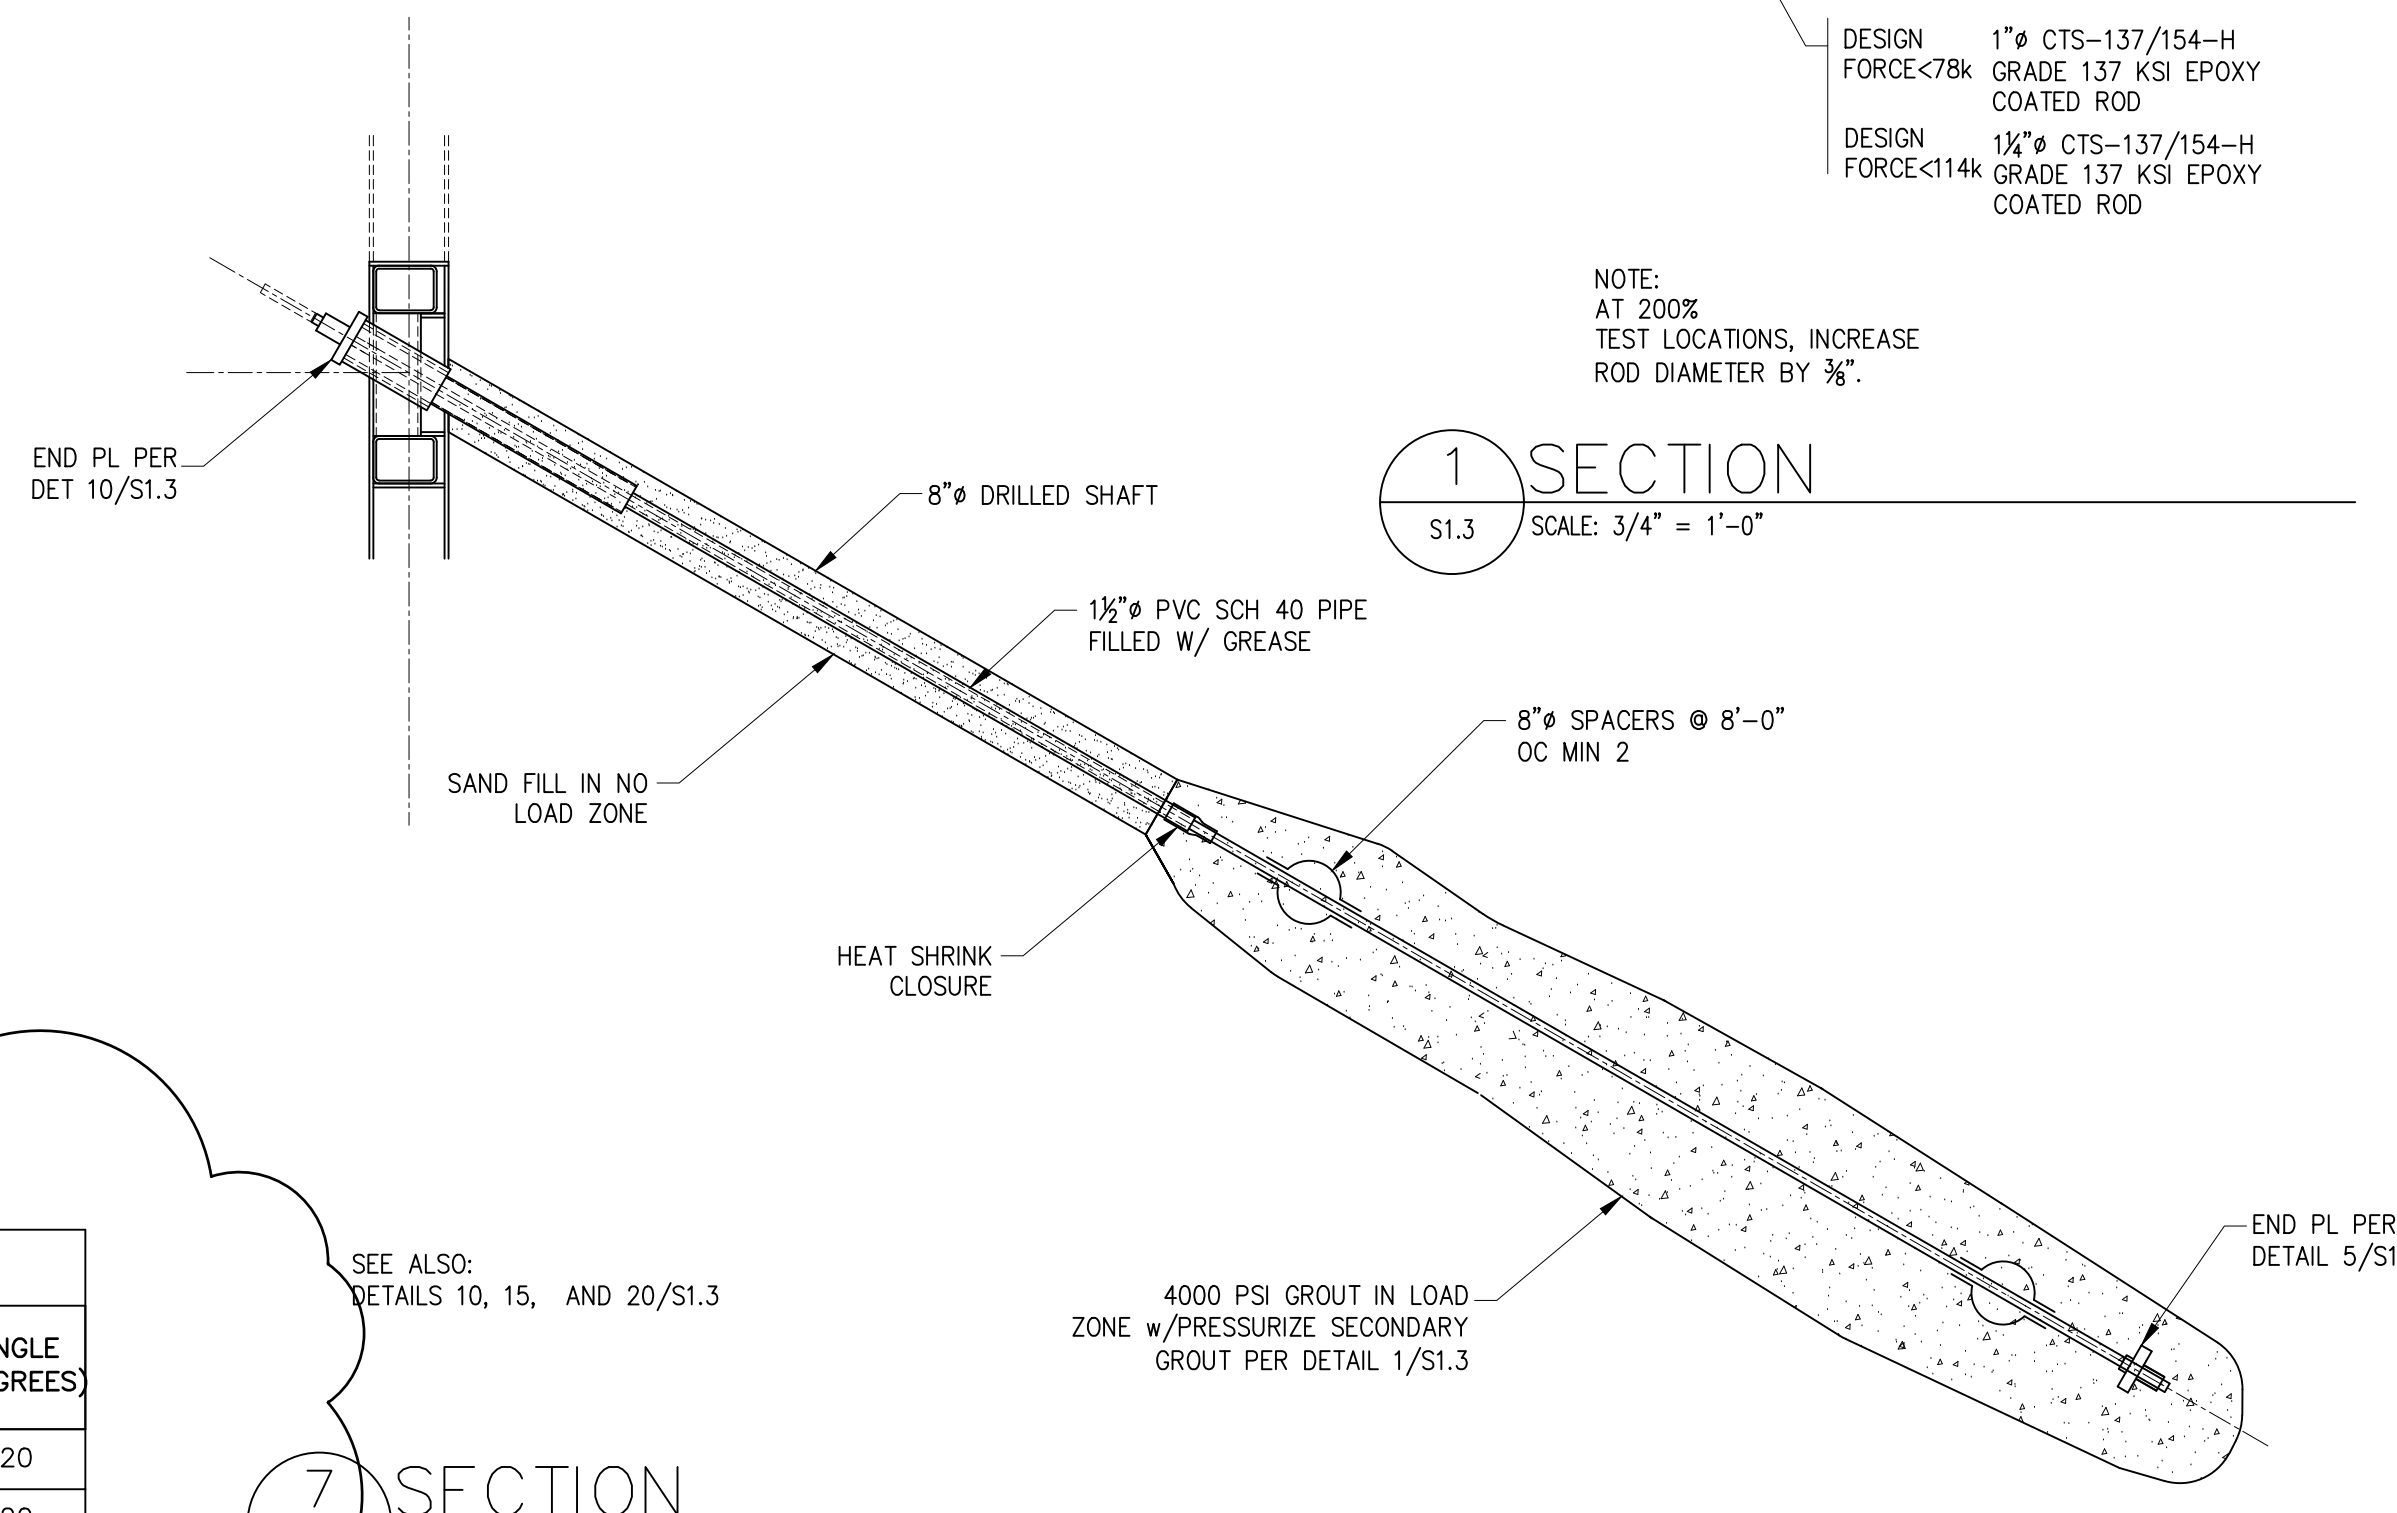 DESIGN
FORCE<78k
1"ø CTS-137/154-H
GRADE 137 KSI EPOXY
COATED ROD
DESIGN
FORCE<114k
1¼"ø CTS-137/154-H
GRADE 137 KSI EPOXY
COATED ROD
NOTE:
AT 200%
TEST LOCATIONS, INCREASE
ROD DIAMETER BY ⅜".
1
S1.3
SECTION
SCALE: 3/4" = 1'-0"
END PL PER
DET 10/S1.3
8"ø DRILLED SHAFT
1½"ø PVC SCH 40 PIPE
FILLED W/ GREASE
8"ø SPACERS @ 8'-0"
OC MIN 2
SAND FILL IN NO
LOAD ZONE
HEAT SHRINK
CLOSURE
END PL PER
DETAIL 5/S1
4000 PSI GROUT IN LOAD
ZONE w/PRESSURIZE SECONDARY
GROUT PER DETAIL 1/S1.3
SEE ALSO:
DETAILS 10, 15, AND 20/S1.3
NGLE
GREES)
20
7
SECTION